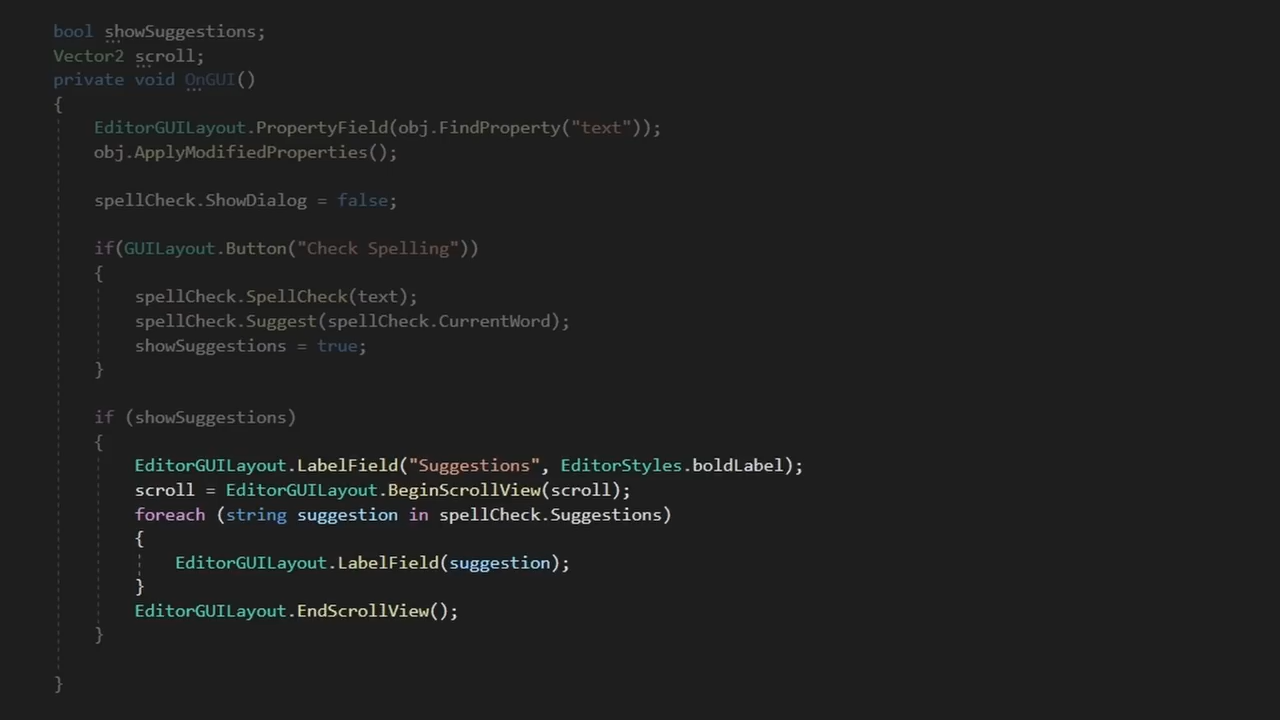 bool showSuggestions;
Vector2 scroll;
private void OnGUI()
{
EditorGUILayout.PropertyField(obj.FindProperty("text"));
obj.ApplyModifiedProperties();
spellCheck.ShowDialog = false;
if(GUILayout.Button("Check Spelling"))
{
spellCheck.SpellCheck(text);
spellCheck.Suggest(spellCheck.CurrentWord);
showSuggestions = true;
}
if (showSuggestions)
{
EditorGUILayout.LabelField("Suggestions", EditorStyles.boldLabel);
scroll = EditorGUILayout.BeginScrollView(scroll);
foreach (string suggestion in spellCheck.Suggestions)
{
EditorGUILayout.LabelField(suggestion);
}
EditorGUILayout.EndScrollView();
}
}